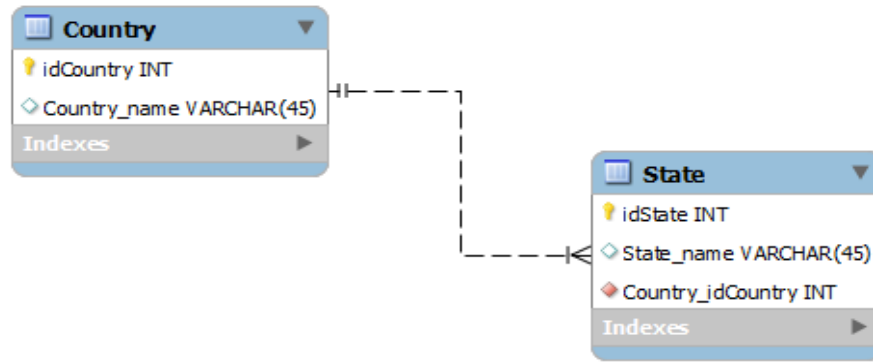 Country
idCountry INT
Country_name VARCHAR(45)
Indexes
State
idState INT
State_name VARCHAR(45)
Country_idCountry INT
Indexes